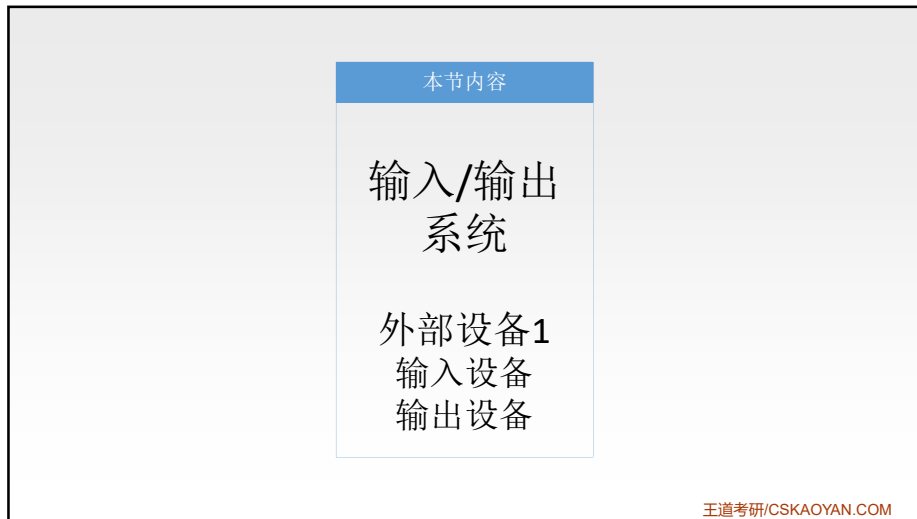 本节内容
输入/输出
系统
外部设备1
输入设备
输出设备
王道考研/CSKAOYAN.COM